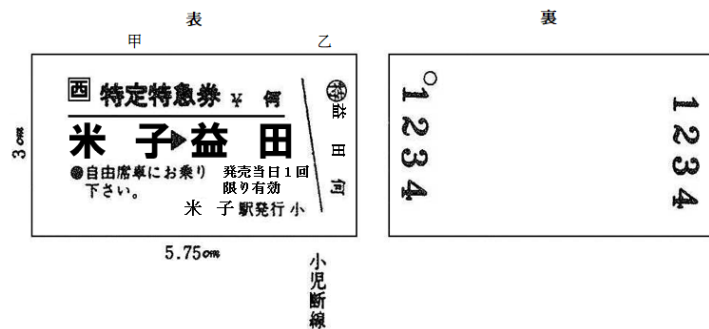 表
甲
乙
西 特定特急券 ¥ 何
米子▶益田
●自由席車にお乗り下さい。
発売当日1回
限り有効
米子駅発行 小
特 益田 何
3cm
5.75cm
小児断線
裏
1234
1234